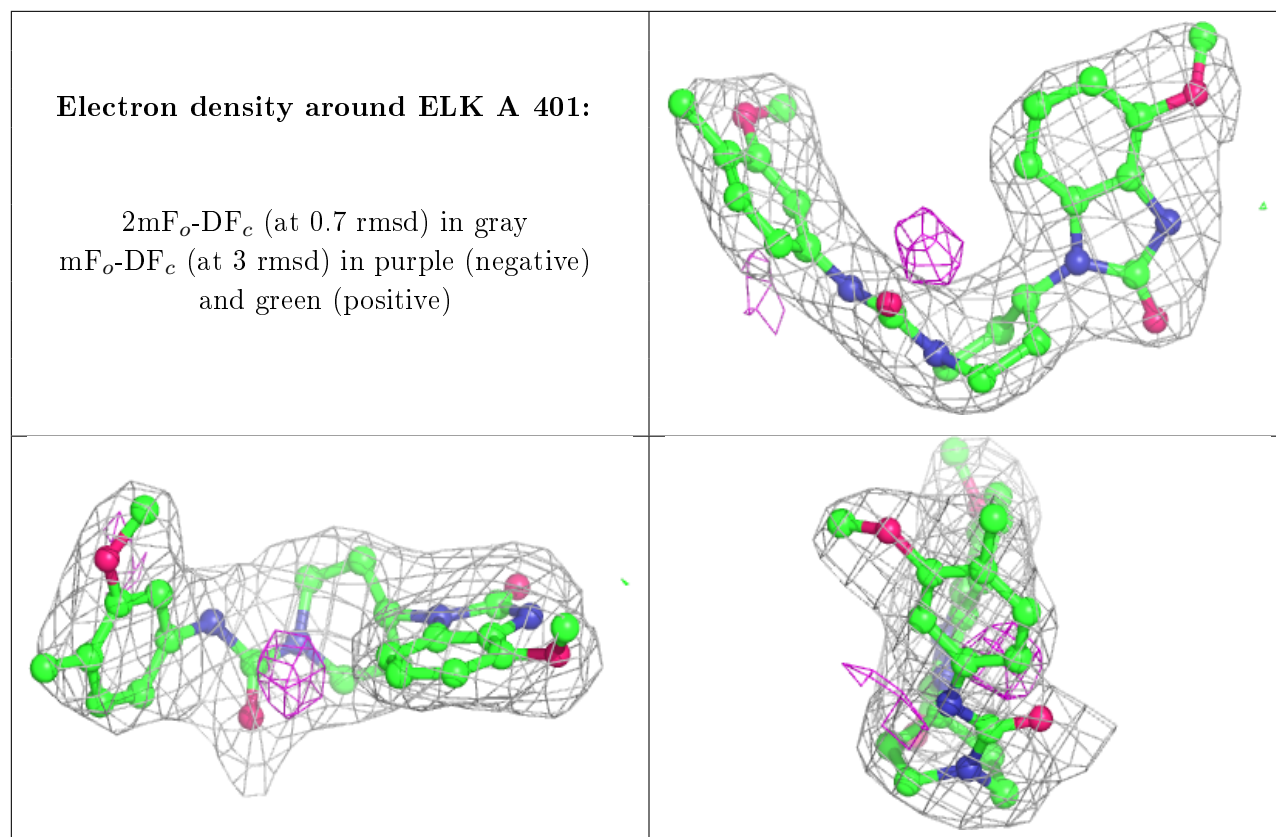 Electron density around ELK A 401:
2mFₒ-DF𝒸 (at 0.7 rmsd) in gray
mFₒ-DF𝒸 (at 3 rmsd) in purple (negative)
and green (positive)